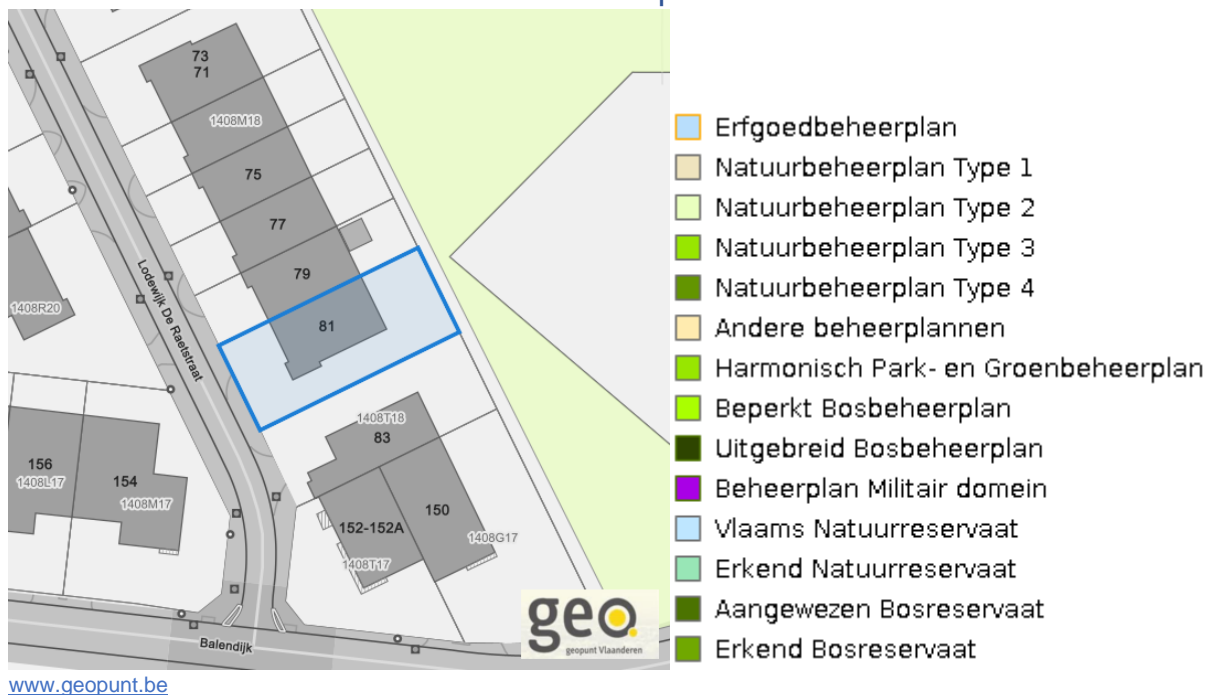 73
71
1408M18
75
77
79
81
Lodewijk De Raetstraat
1408R20
1408T18
83
156
1408L17
154
1408M17
152-152A
150
1408G17
1408T17
Balendijk
geo.
geopunt Vlaanderen
Erfgoedbeheerplan
Natuurbeheerplan Type 1
Natuurbeheerplan Type 2
Natuurbeheerplan Type 3
Natuurbeheerplan Type 4
Andere beheerplannen
Harmonisch Park- en Groenbeheerplan
Beperkt Bosbeheerplan
Uitgebreid Bosbeheerplan
Beheerplan Militair domein
Vlaams Natuurreservaat
Erkend Natuurreservaat
Aangewezen Bosreservaat
Erkend Bosreservaat
www.geopunt.be